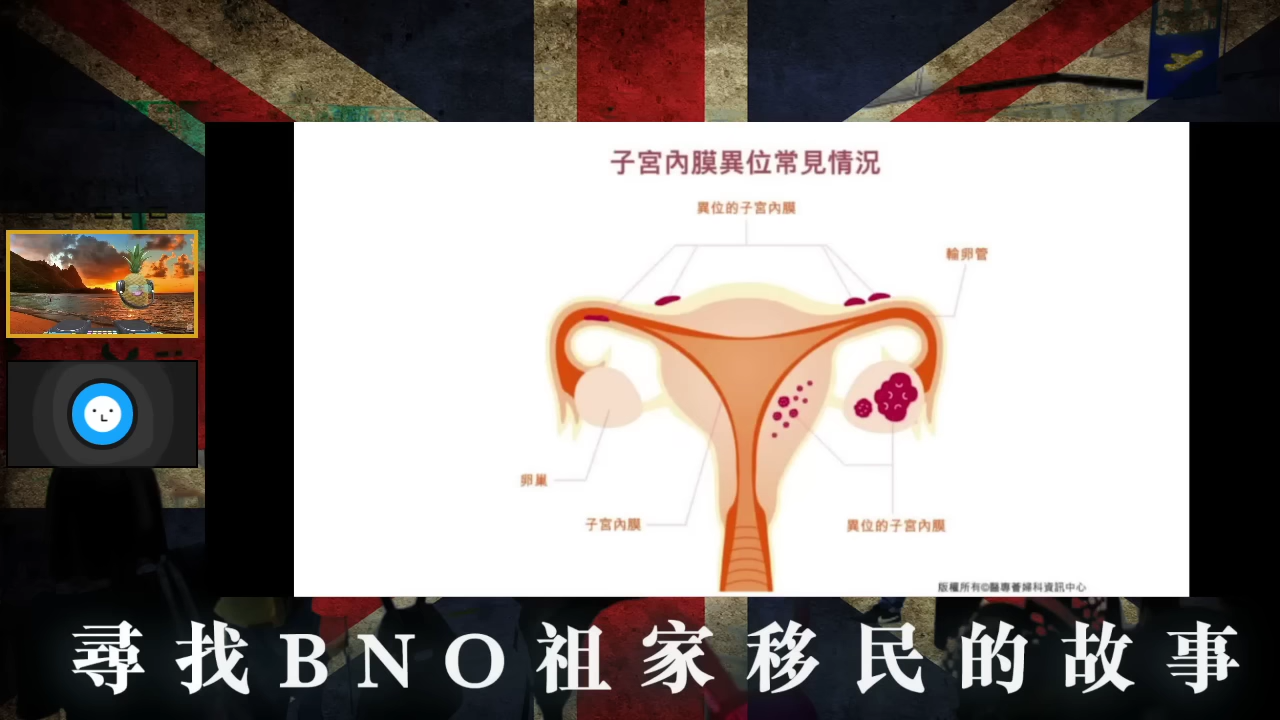 子宮內膜異位常見情況
異位的子宮內膜
輸卵管
卵巢
子宮內膜
異位的子宮內膜
版權所有©醫專薈婦科資訊中心
尋找BNO祖家移民的故事